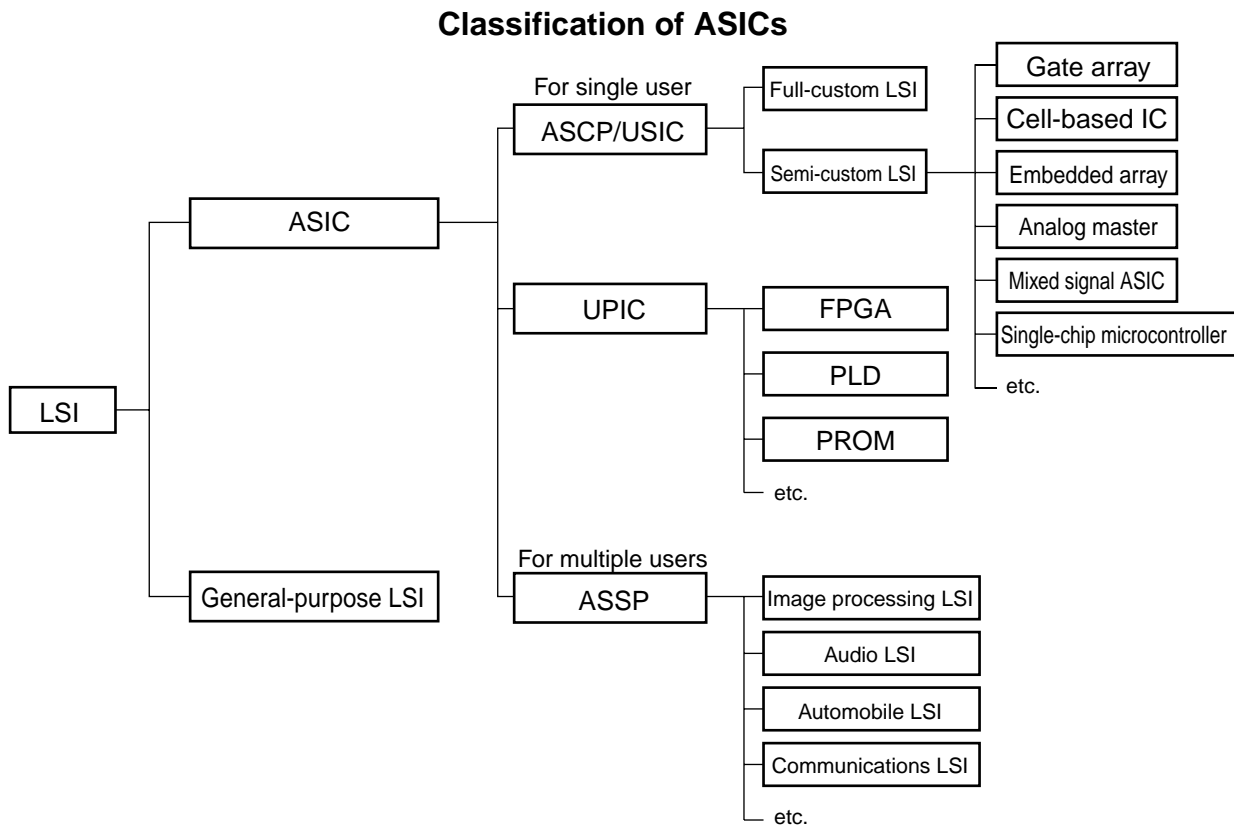 Classification of ASICs
LSI
ASIC
General-purpose LSI
For single user
ASCP/USIC
UPIC
For multiple users
ASSP
Full-custom LSI
Semi-custom LSI
FPGA
PLD
PROM
etc.
Image processing LSI
Audio LSI
Automobile LSI
Communications LSI
etc.
Gate array
Cell-based IC
Embedded array
Analog master
Mixed signal ASIC
Single-chip microcontroller
etc.